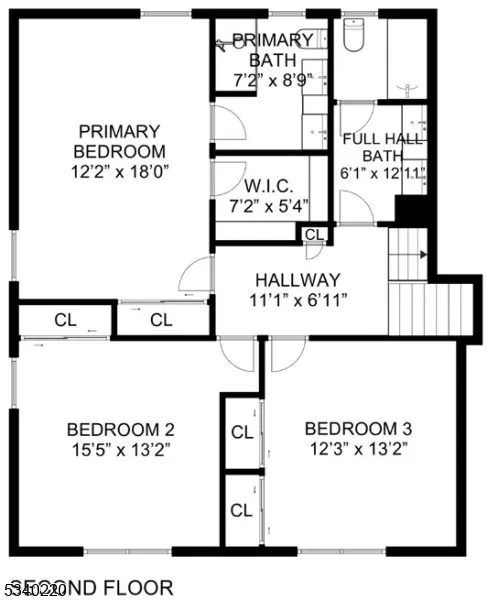 PRIMARY
BATH
7'2" x 8'9"
PRIMARY
BEDROOM
12'2" x 18'0"
FULL HALL
BATH
6'1" x 12'11"
W.I.C.
7'2" x 5'4"
CL
HALLWAY
11'1" x 6'11"
CL
CL
BEDROOM 2
15'5" x 13'2"
CL
BEDROOM 3
12'3" x 13'2"
CL
SECOND FLOOR
5340220